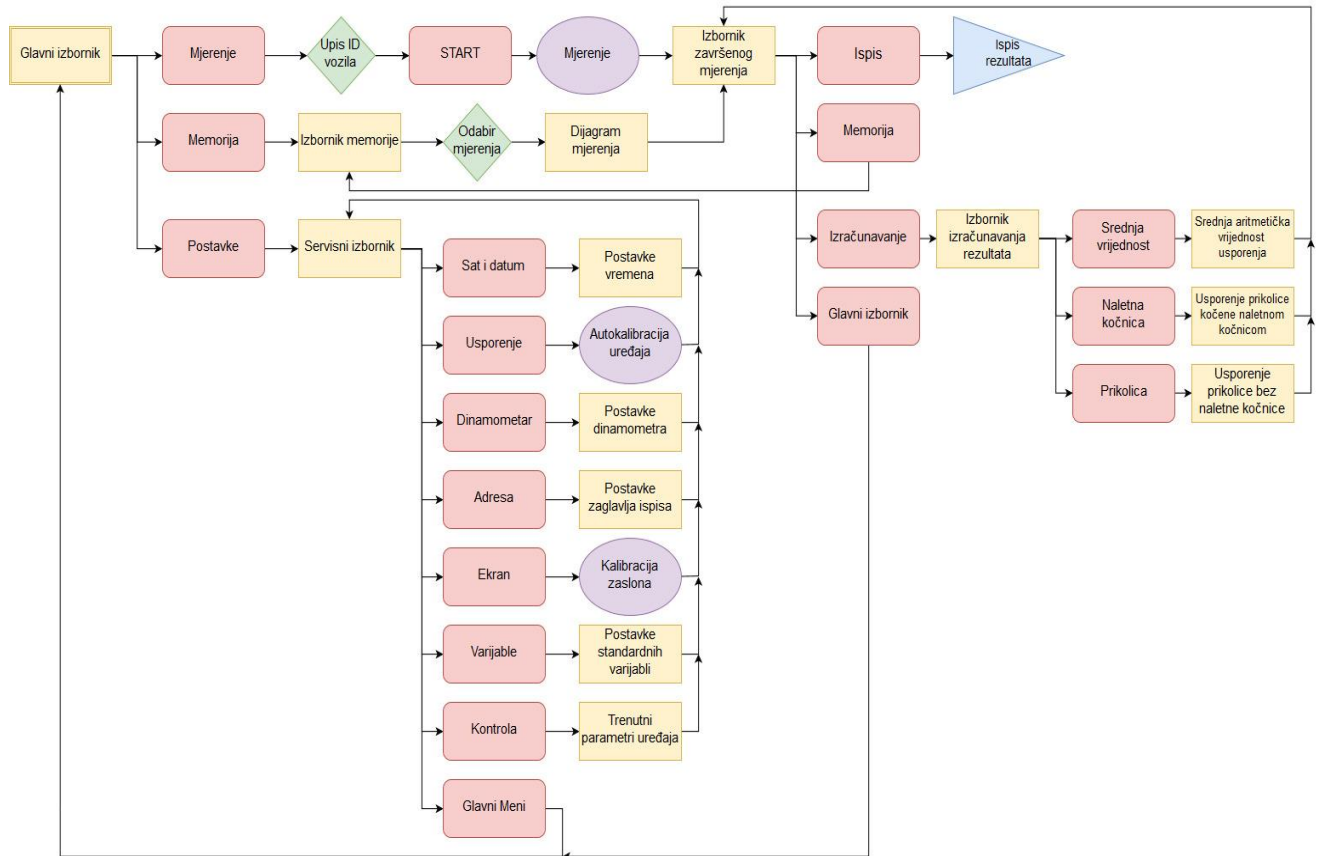 Glavni izbornik
Mjerenje
Upis ID
vozila
START
Mjerenje
Izbornik
završenog
mjerenja
Ispis
Ispis
rezultata
Memorija
Izbornik memorije
Odabir
mjerenja
Dijagram
mjerenja
Memorija
Postavke
Servisni izbornik
Izračunavanje
Izbornik
izračunavanja
rezultata
Srednja
vrijednost
Srednja aritmetička
vrijednost
usporenja
Sat i datum
Postavke
vremena
Glavni izbornik
Naletna
kočnica
Usporenje prikolice
kočene naletnom
kočnicom
Usporenje
Autokalibracija
uređaja
Prikolica
Usporenje
prikolice bez
naletne kočnice
Dinamometar
Postavke
dinamometra
Adresa
Postavke
zaglavlja ispisa
Ekran
Kalibracija
zaslona
Varijable
Postavke
standardnih
varijabli
Kontrola
Trenutni
parametri uređaja
Glavni Meni